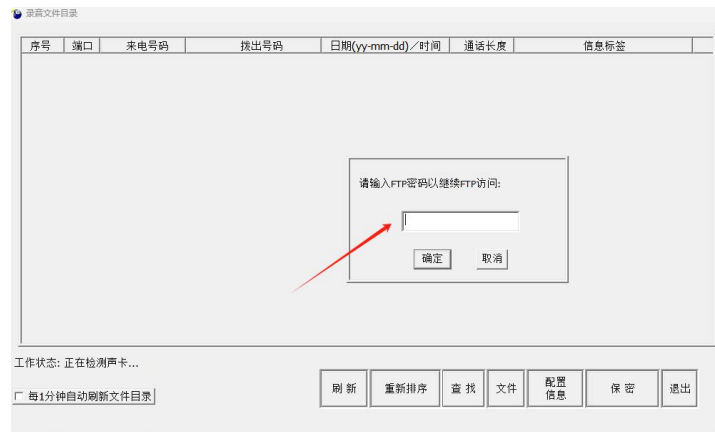 录音文件目录
序号 端口 来电号码 拨出号码 日期(yy-mm-dd)／时间 通话长度 信息标签
请输入FTP密码以继续FTP访问:
确定 取消
工作状态: 正在检测声卡...
每1分钟自动刷新文件目录
刷 新 重新排序 查 找 文件 配置 保 密 退出
信息